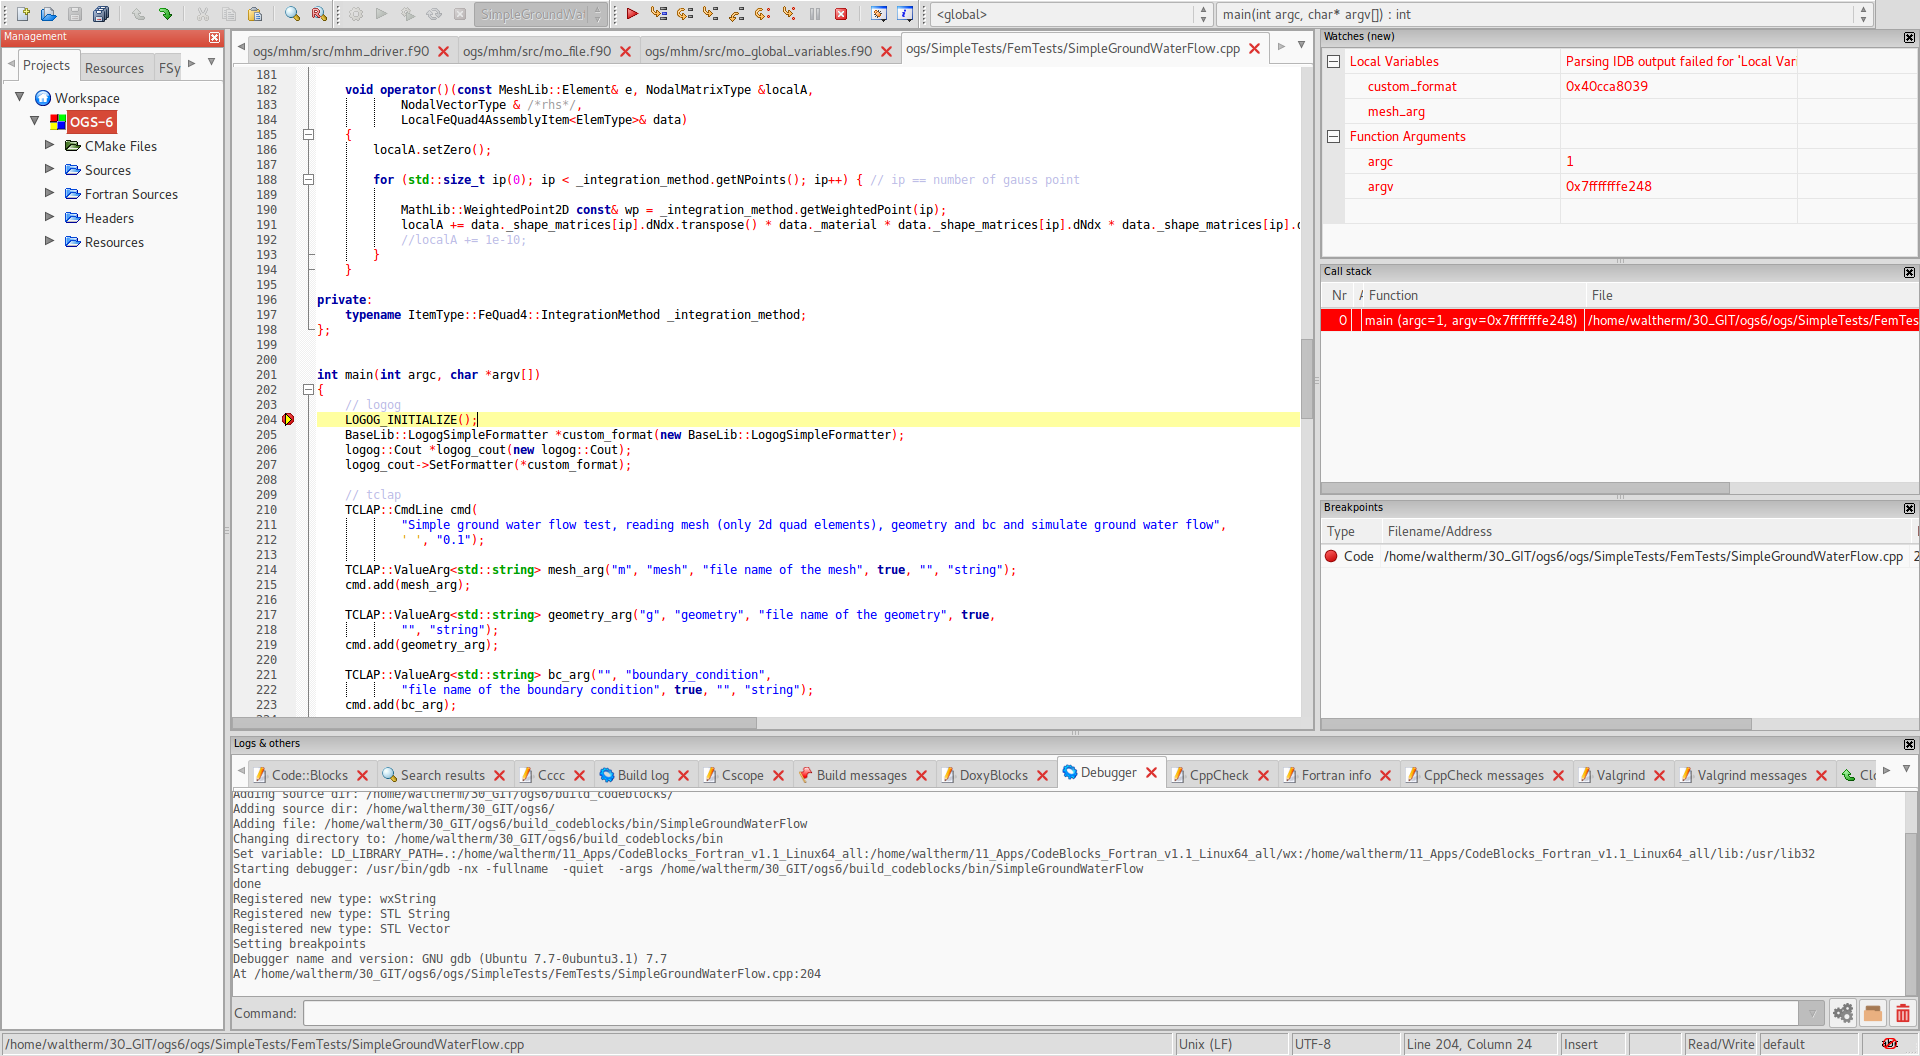 SimpleGroundWa
<global>
main(int argc, char* argv[]) : int
Management
Projects
Resources
FSy
Workspace
OGS-6
CMake Files
Sources
Fortran Sources
Headers
Resources
ogs/mhm/src/mhm_driver.f90
ogs/mhm/src/mo_file.f90
ogs/mhm/src/mo_global_variables.f90
ogs/SimpleTests/FemTests/SimpleGroundWaterFlow.cpp
181
182 void operator()(const MeshLib::Element& e, NodalMatrixType &localA,
183 NodalVectorType & /*rhs*/,
184 LocalFeQuad4AssemblyItem<ElemType>& data)
185 {
186 localA.setZero();
187
188 for (std::size_t ip(0); ip < _integration_method.getNPoints(); ip++) { // ip == number of gauss point
189
190 MathLib::WeightedPoint2D const& wp = _integration_method.getWeightedPoint(ip);
191 localA += data._shape_matrices[ip].dNdx.transpose() * data._material * data._shape_matrices[ip].dNdx * data._shape_matrices[ip].
192 //localA += 1e-10;
193 }
194 }
195
196 private:
197 typename ItemType::FeQuad4::IntegrationMethod _integration_method;
198 };
199
200
201 int main(int argc, char *argv[])
202 {
203 // logog
204 LOGOG_INITIALIZE();
205 BaseLib::LogogSimpleFormatter *custom_format(new BaseLib::LogogSimpleFormatter);
206 logog::Cout *logog_cout(new logog::Cout);
207 logog_cout->SetFormatter(*custom_format);
208
209 // tclap
210 TCLAP::CmdLine cmd(
211 "Simple ground water flow test, reading mesh (only 2d quad elements), geometry and bc and simulate ground water flow",
212 ' ', "0.1");
213
214 TCLAP::ValueArg<std::string> mesh_arg("m", "mesh", "file name of the mesh", true, "", "string");
215 cmd.add(mesh_arg);
216
217 TCLAP::ValueArg<std::string> geometry_arg("g", "geometry", "file name of the geometry", true,
218 "", "string");
219 cmd.add(geometry_arg);
220
221 TCLAP::ValueArg<std::string> bc_arg("", "boundary_condition",
222 "file name of the boundary condition", true, "", "string");
223 cmd.add(bc_arg);
Watches (new)
Local Variables Parsing IDB output failed for 'Local Var
custom_format 0x40cca8039
mesh_arg
Function Arguments
argc 1
argv 0x7fffffffe248
Call stack
Nr Function File
0 main (argc=1, argv=0x7fffffffe248) /home/waltherm/30_GIT/ogs6/ogs/SimpleTests/FemTes
Breakpoints
Type Filename/Address
Code /home/waltherm/30_GIT/ogs6/ogs/SimpleTests/FemTests/SimpleGroundWaterFlow.cpp 2
Logs & others
Code::Blocks
Search results
Cccc
Build log
Cscope
Build messages
DoxyBlocks
Debugger
CppCheck
Fortran info
CppCheck messages
Valgrind
Valgrind messages
Clo
Adding source dir: /home/waltherm/30_GIT/ogs6/build_codeblocks/
Adding source dir: /home/waltherm/30_GIT/ogs6/
Adding file: /home/waltherm/30_GIT/ogs6/build_codeblocks/bin/SimpleGroundWaterFlow
Changing directory to: /home/waltherm/30_GIT/ogs6/build_codeblocks/bin
Set variable: LD_LIBRARY_PATH=.:/home/waltherm/11_Apps/CodeBlocks_Fortran_v1.1_Linux64_all:/home/waltherm/11_Apps/CodeBlocks_Fortran_v1.1_Linux64_all/wx:/home/waltherm/11_Apps/CodeBlocks_Fortran_v1.1_Linux64_all/lib:/usr/lib32
Starting debugger: /usr/bin/gdb -nx -fullname  -quiet  -args /home/waltherm/30_GIT/ogs6/build_codeblocks/bin/SimpleGroundWaterFlow
done
Registered new type: wxString
Registered new type: STL String
Registered new type: STL Vector
Setting breakpoints
Debugger name and version: GNU gdb (Ubuntu 7.7-0ubuntu3.1) 7.7
At /home/waltherm/30_GIT/ogs6/ogs/SimpleTests/FemTests/SimpleGroundWaterFlow.cpp:204
Command:
/home/waltherm/30_GIT/ogs6/ogs/SimpleTests/FemTests/SimpleGroundWaterFlow.cpp
Unix (LF)
UTF-8
Line 204, Column 24
Insert
Read/Write
default